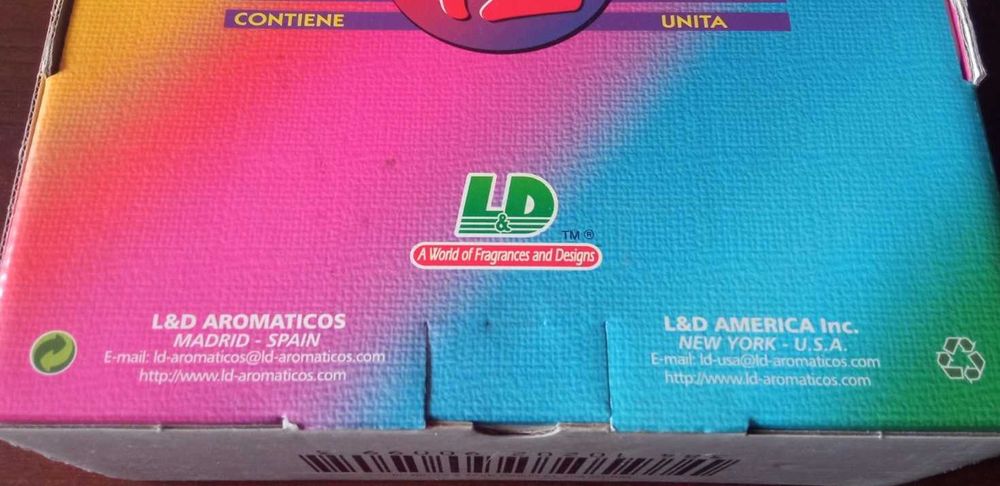 CONTIENE
UNITA
12
L&D
TM ®
A World of Fragrances and Designs
L&D AROMATICOS
MADRID - SPAIN
E-mail: ld-aromaticos@ld-aromaticos.com
http://www.ld-aromaticos.com
L&D AMERICA Inc.
NEW YORK - U.S.A.
E-mail: ld-usa@ld-aromaticos.com
http://www.ld-aromaticos.com